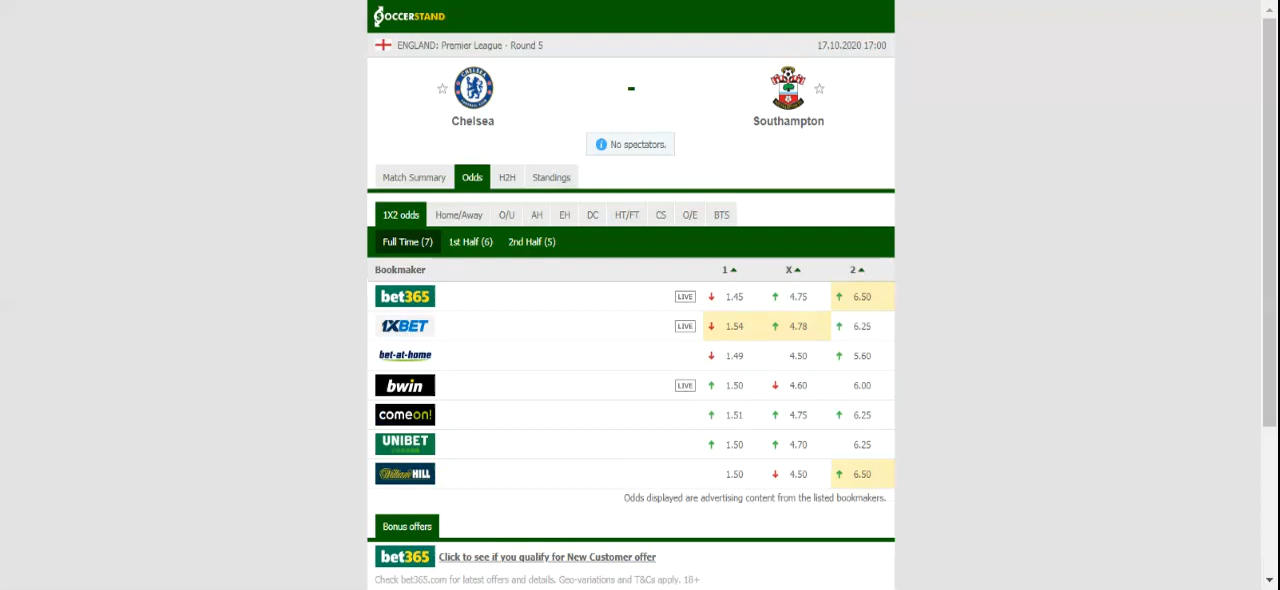 SOCCERSTAND
ENGLAND: Premier League - Round 5 17.10.2020 17:00
-
Chelsea Southampton
No spectators.
Match Summary Odds H2H Standings
1X2 odds Home/Away O/U AH EH DC HT/FT CS O/E BTS
Full Time (7) 1st Half (6) 2nd Half (5)
Bookmaker 1 X 2
bet365 LIVE 1.45 4.75 6.50
1XBET LIVE 1.54 4.78 6.25
bet-at-home 1.49 4.50 5.60
bwin LIVE 1.50 4.60 6.00
comeon! 1.51 4.75 6.25
UNIBET 1.50 4.70 6.25
William HILL 1.50 4.50 6.50
Odds displayed are advertising content from the listed bookmakers.
Bonus offers
bet365 Click to see if you qualify for New Customer offer
Check bet365.com for latest offers and details. Geo-variations and T&Cs apply. 18+